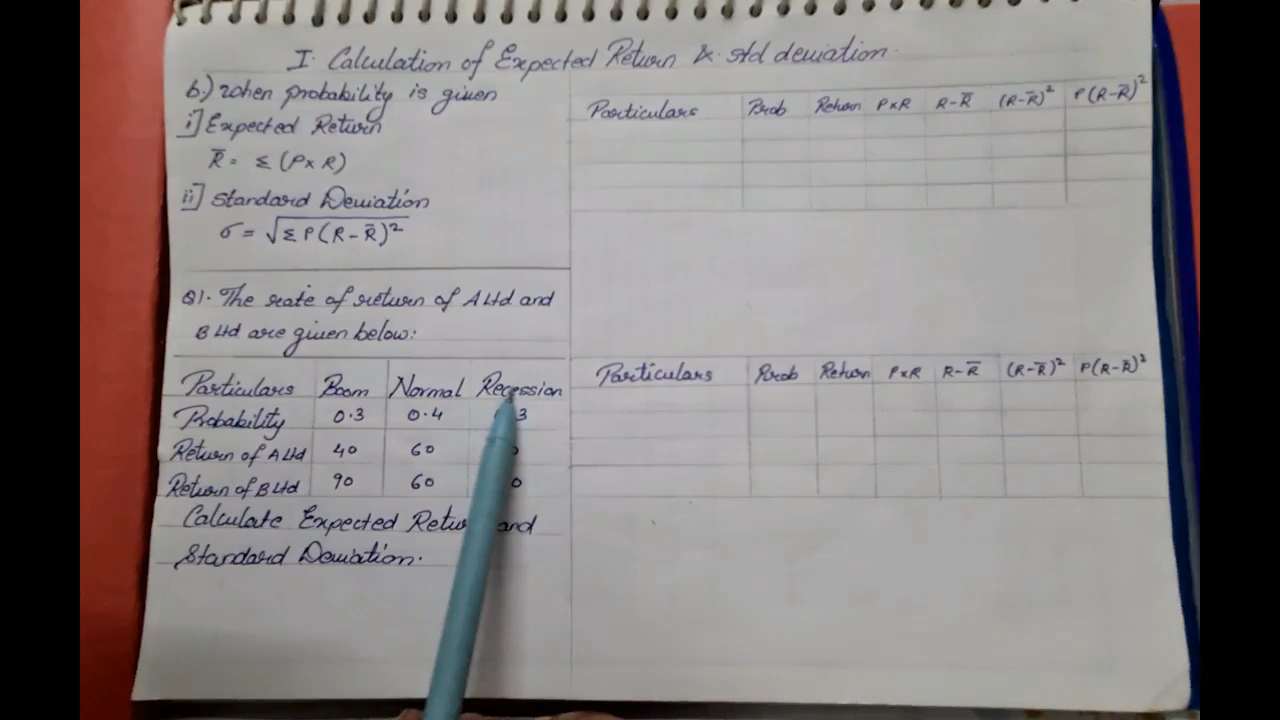 I. Calculation of Expected Return & std deviation.
b.) when probability is given
i] Expected Return
R̅ = Σ (P x R)
ii] Standard Deviation
σ = √Σ P (R - R̅)²
Particulars Prob Return P x R R - R̅ (R - R̅)² P (R - R̅)²
Q1. The rate of return of A Ltd and
B Ltd are given below:
Particulars Boom Normal Recession
Probability 0.3 0.4 3
Return of A Ltd 40 60
Return of B Ltd 90 60 0
Calculate Expected and
Standard Deviation.
Particulars Prob Return P x R R - R̅ (R - R̅)² P (R - R̅)²